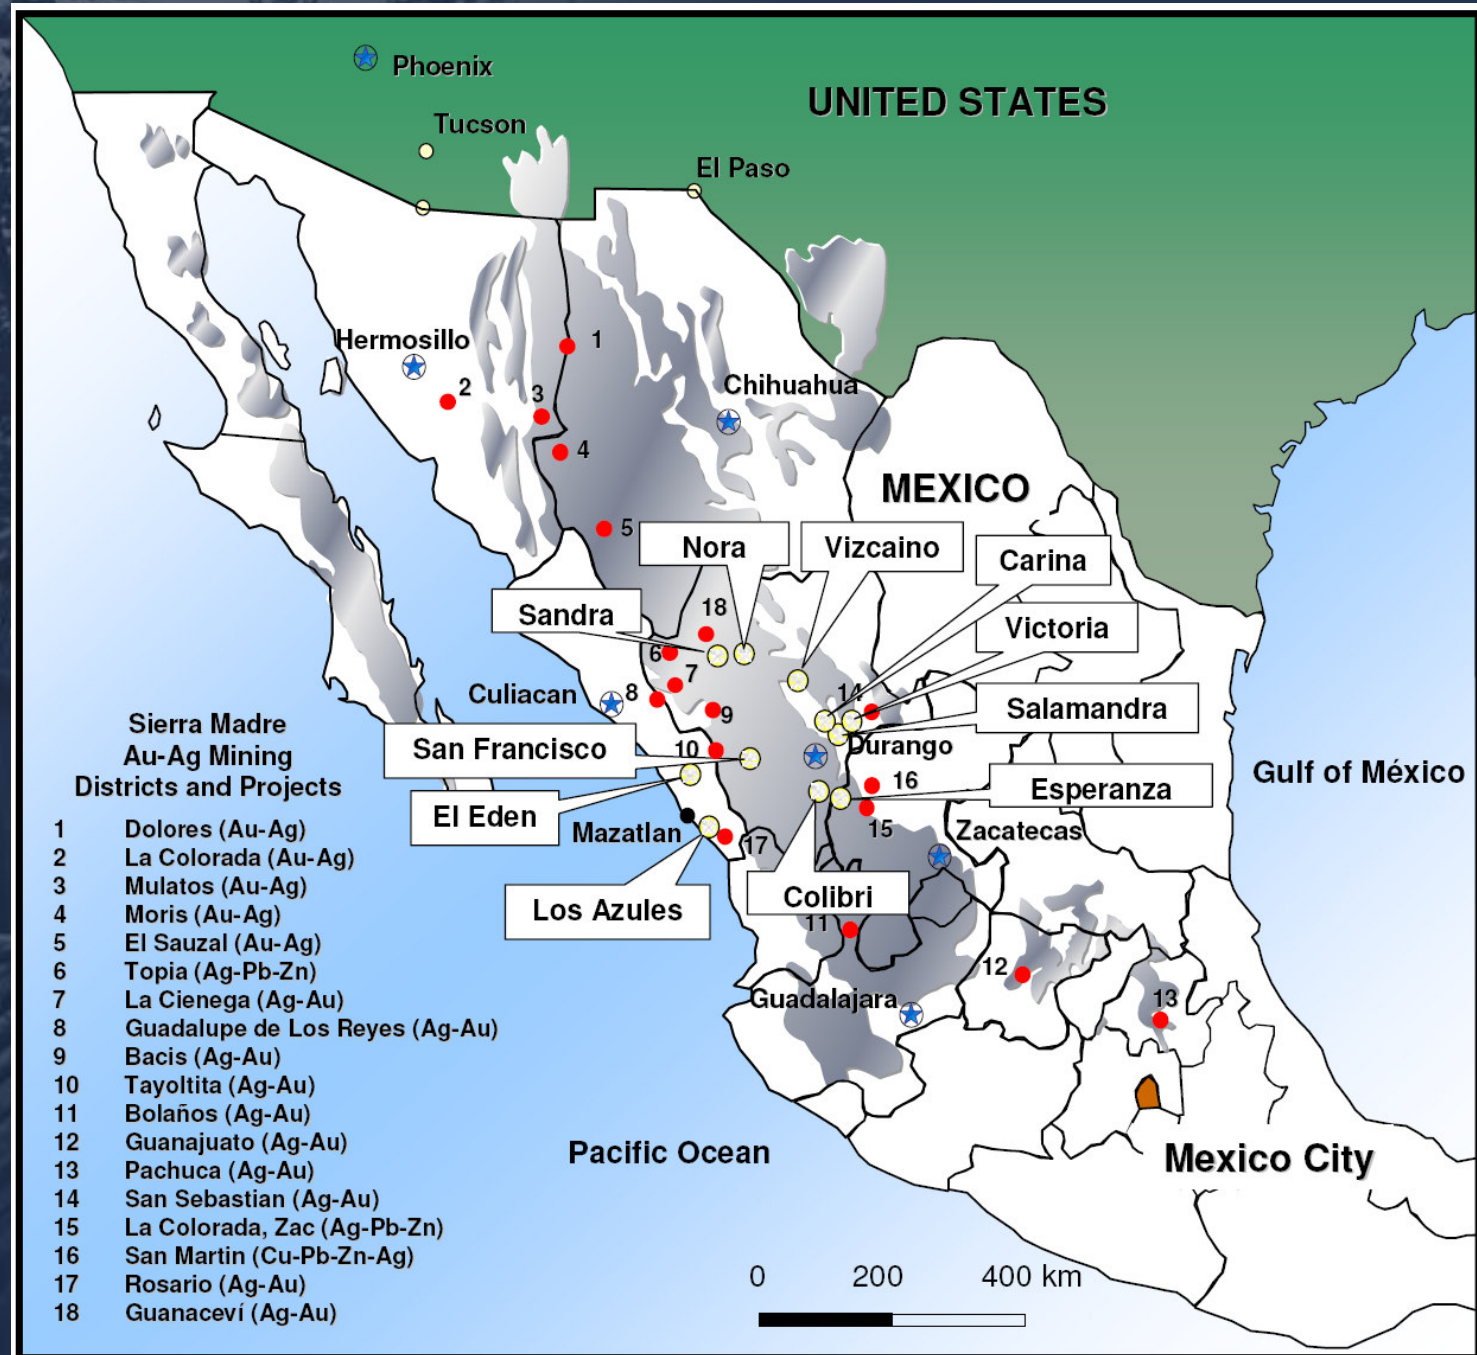 Phoenix
UNITED STATES
Tucson
El Paso
Hermosillo
1
2
3
Chihuahua
4
MEXICO
5
Nora
Vizcaino
Carina
Sandra
18
Victoria
6
7
Culiacan
8
14
Salamandra
9
Sierra Madre
Au-Ag Mining
Districts and Projects
San Francisco
10
Durango
Gulf of México
16
Esperanza
El Eden
Mazatlan
15
Zacatecas
17
Los Azules
Colibri
11
12
Guadalajara
13
Pacific Ocean
Mexico City
1 Dolores (Au-Ag)
2 La Colorada (Au-Ag)
3 Mulatos (Au-Ag)
4 Moris (Au-Ag)
5 El Sauzal (Au-Ag)
6 Topia (Ag-Pb-Zn)
7 La Cienega (Ag-Au)
8 Guadalupe de Los Reyes (Ag-Au)
9 Bacis (Ag-Au)
10 Tayoltita (Ag-Au)
11 Bolaños (Ag-Au)
12 Guanajuato (Ag-Au)
13 Pachuca (Ag-Au)
14 San Sebastian (Ag-Au)
15 La Colorada, Zac (Ag-Pb-Zn)
16 San Martin (Cu-Pb-Zn-Ag)
17 Rosario (Ag-Au)
18 Guanaceví (Ag-Au)
0 200 400 km